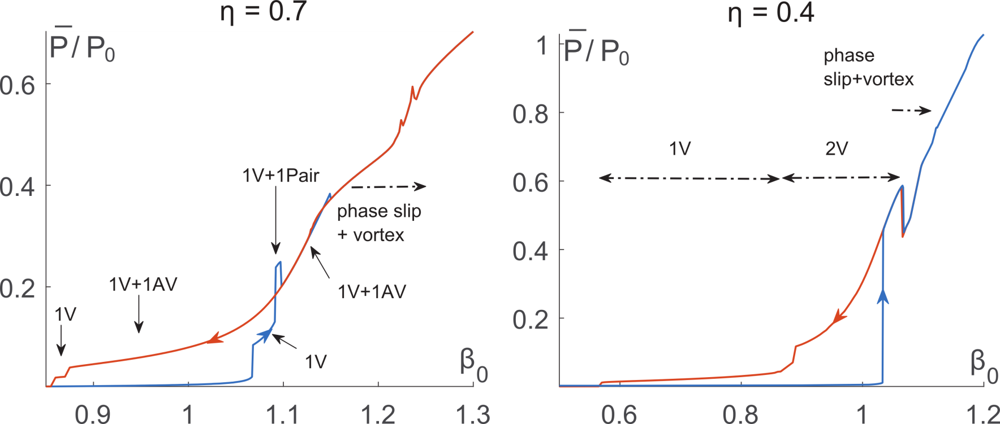 η = 0.7
P̅ / P₀
0.6
0.4
0.2
1V+1Pair
phase slip
+ vortex
1V+1AV
1V
1V+1AV
1V
β₀
0.9 1 1.1 1.2 1.3
η = 0.4
P̅ / P₀
1
0.8
0.6
0.4
0.2
phase
slip+vortex
1V 2V
β₀
0.6 0.8 1 1.2